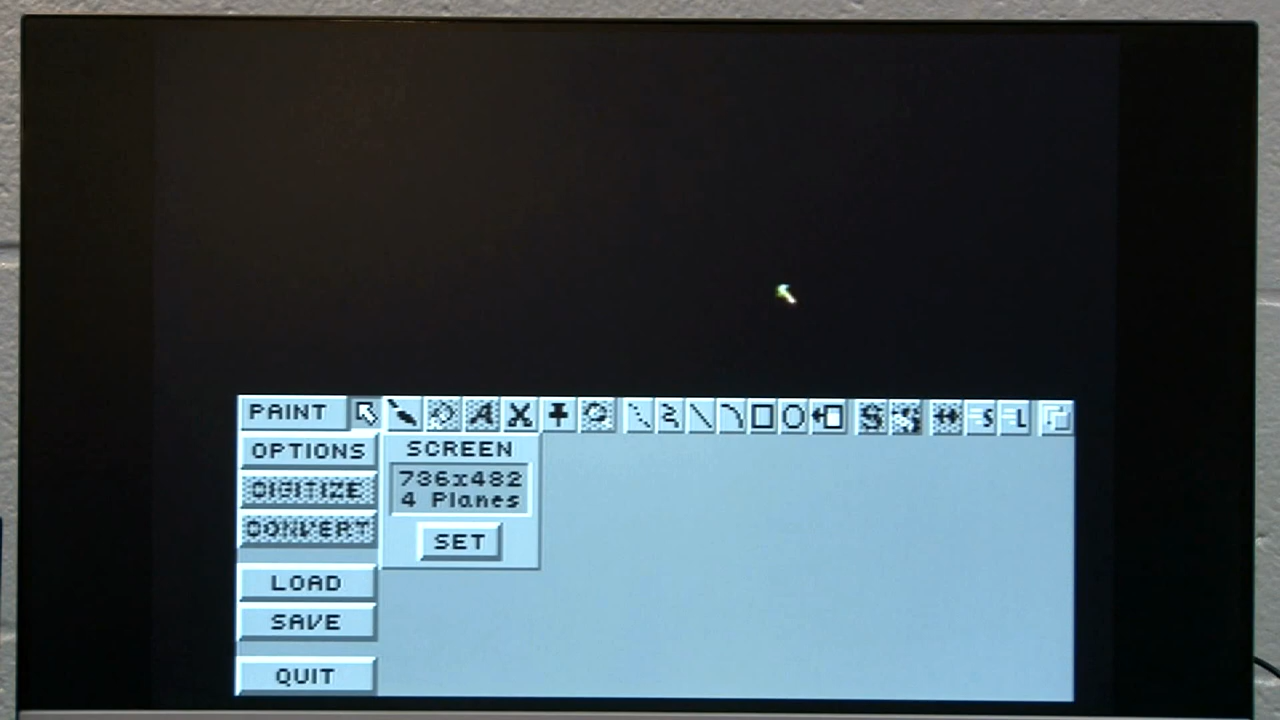 PAINT
OPTIONS
DIGITIZE
CONVERT
LOAD
SAVE
QUIT
SCREEN
736x482
4 Planes
SET
A
S
S
S
L